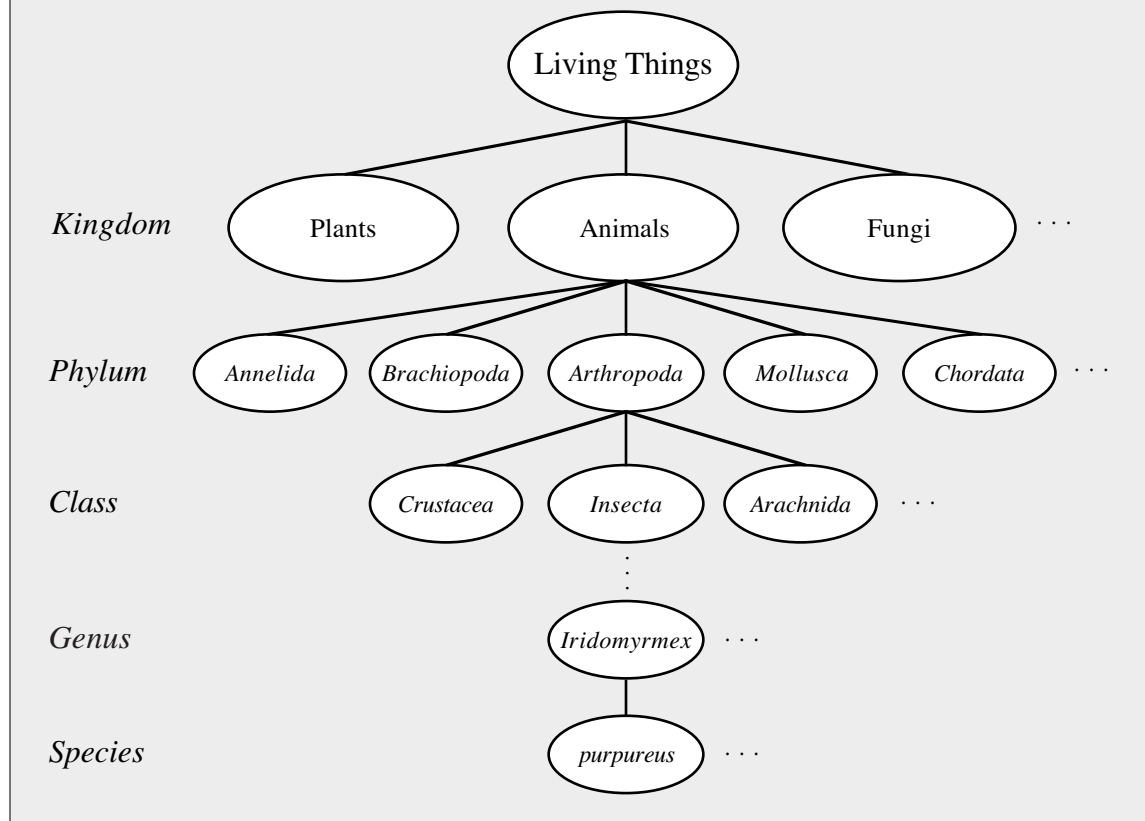 Living Things
Kingdom Plants Animals Fungi . . .
Phylum Annelida Brachiopoda Arthropoda Mollusca Chordata . . .
Class Crustacea Insecta Arachnida . . .
Genus Iridomyrmex . . .
Species purpureus . . .